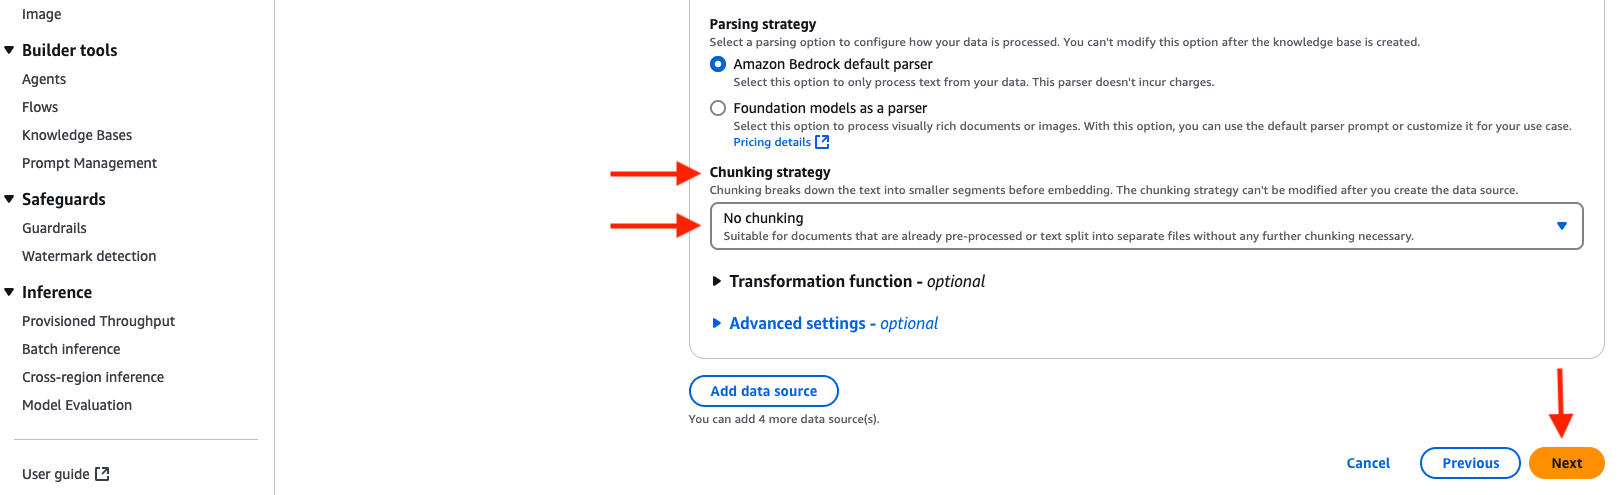 Image
Builder tools
Agents
Flows
Knowledge Bases
Prompt Management
Safeguards
Guardrails
Watermark detection
Inference
Provisioned Throughput
Batch inference
Cross-region inference
Model Evaluation
User guide
Parsing strategy
Select a parsing option to configure how your data is processed. You can't modify this option after the knowledge base is created.
Amazon Bedrock default parser
Select this option to only process text from your data. This parser doesn't incur charges.
Foundation models as a parser
Select this option to process visually rich documents or images. With this option, you can use the default parser prompt or customize it for your use case.
Pricing details
Chunking strategy
Chunking breaks down the text into smaller segments before embedding. The chunking strategy can't be modified after you create the data source.
No chunking
Suitable for documents that are already pre-processed or text split into separate files without any further chunking necessary.
Transformation function - optional
Advanced settings - optional
Add data source
You can add 4 more data source(s).
Cancel
Previous
Next